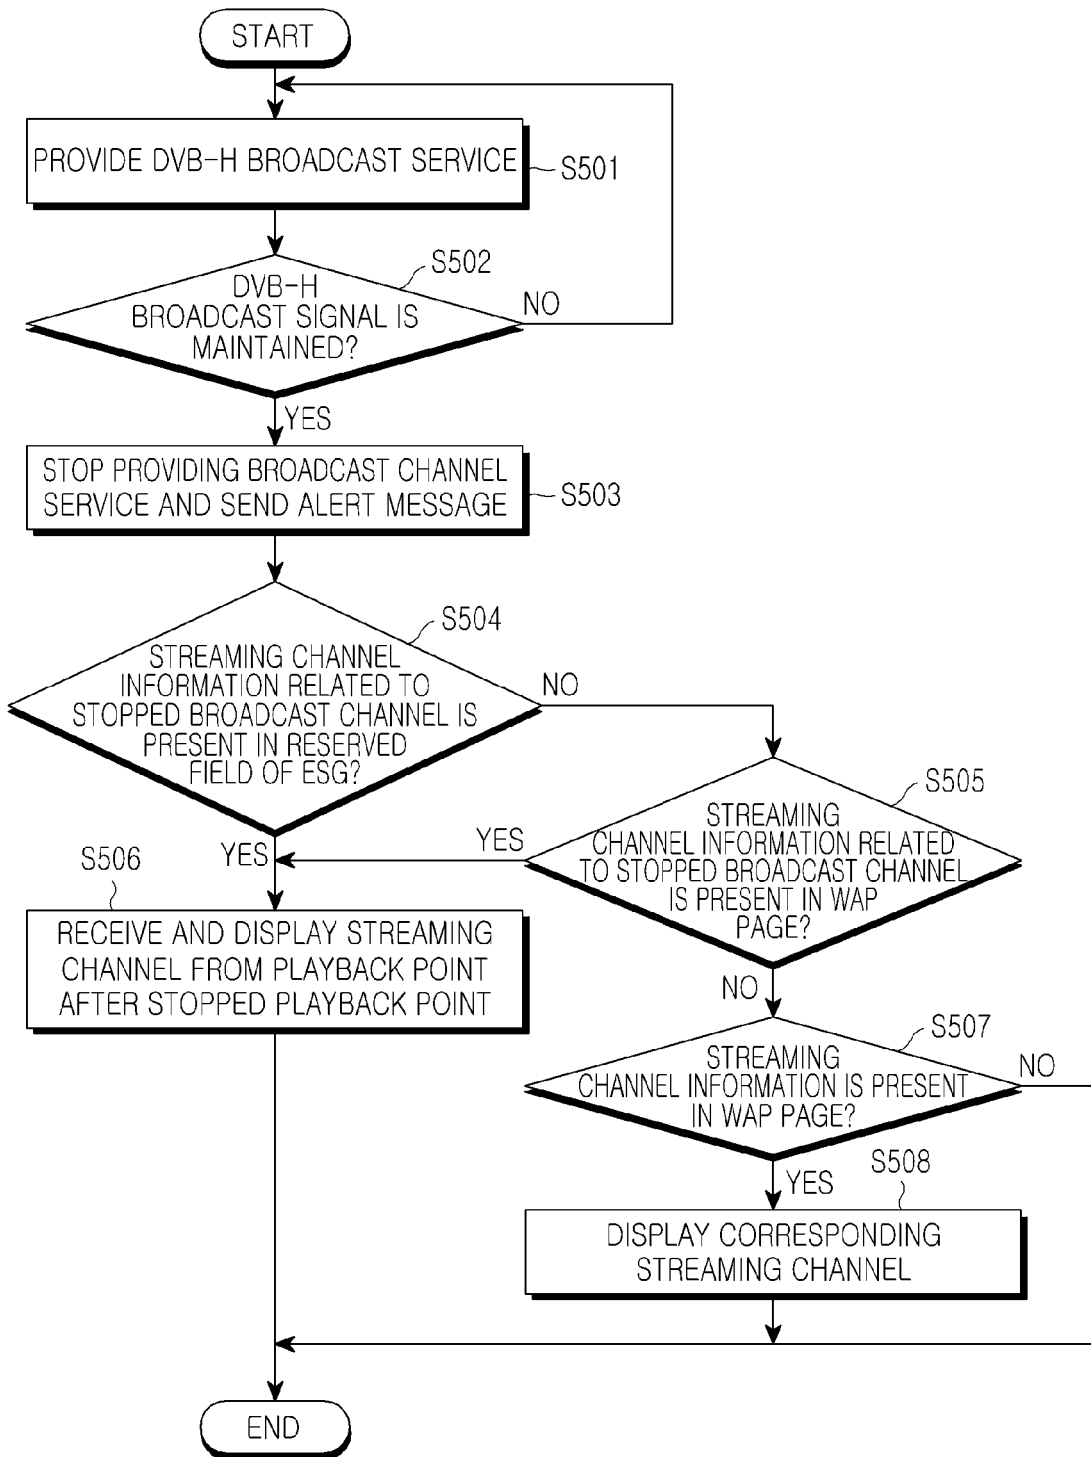 START
PROVIDE DVB-H BROADCAST SERVICE
S501
S502
DVB-H
BROADCAST SIGNAL IS
MAINTAINED?
NO
YES
STOP PROVIDING BROADCAST CHANNEL
SERVICE AND SEND ALERT MESSAGE
S503
S504
STREAMING CHANNEL
INFORMATION RELATED TO
STOPPED BROADCAST CHANNEL IS
PRESENT IN RESERVED
FIELD OF ESG?
NO
YES
S505
STREAMING
CHANNEL INFORMATION RELATED
TO STOPPED BROADCAST CHANNEL
IS PRESENT IN WAP
PAGE?
YES
NO
S506
RECEIVE AND DISPLAY STREAMING
CHANNEL FROM PLAYBACK POINT
AFTER STOPPED PLAYBACK POINT
S507
STREAMING
CHANNEL INFORMATION IS PRESENT
IN WAP PAGE?
NO
YES
S508
DISPLAY CORRESPONDING
STREAMING CHANNEL
END